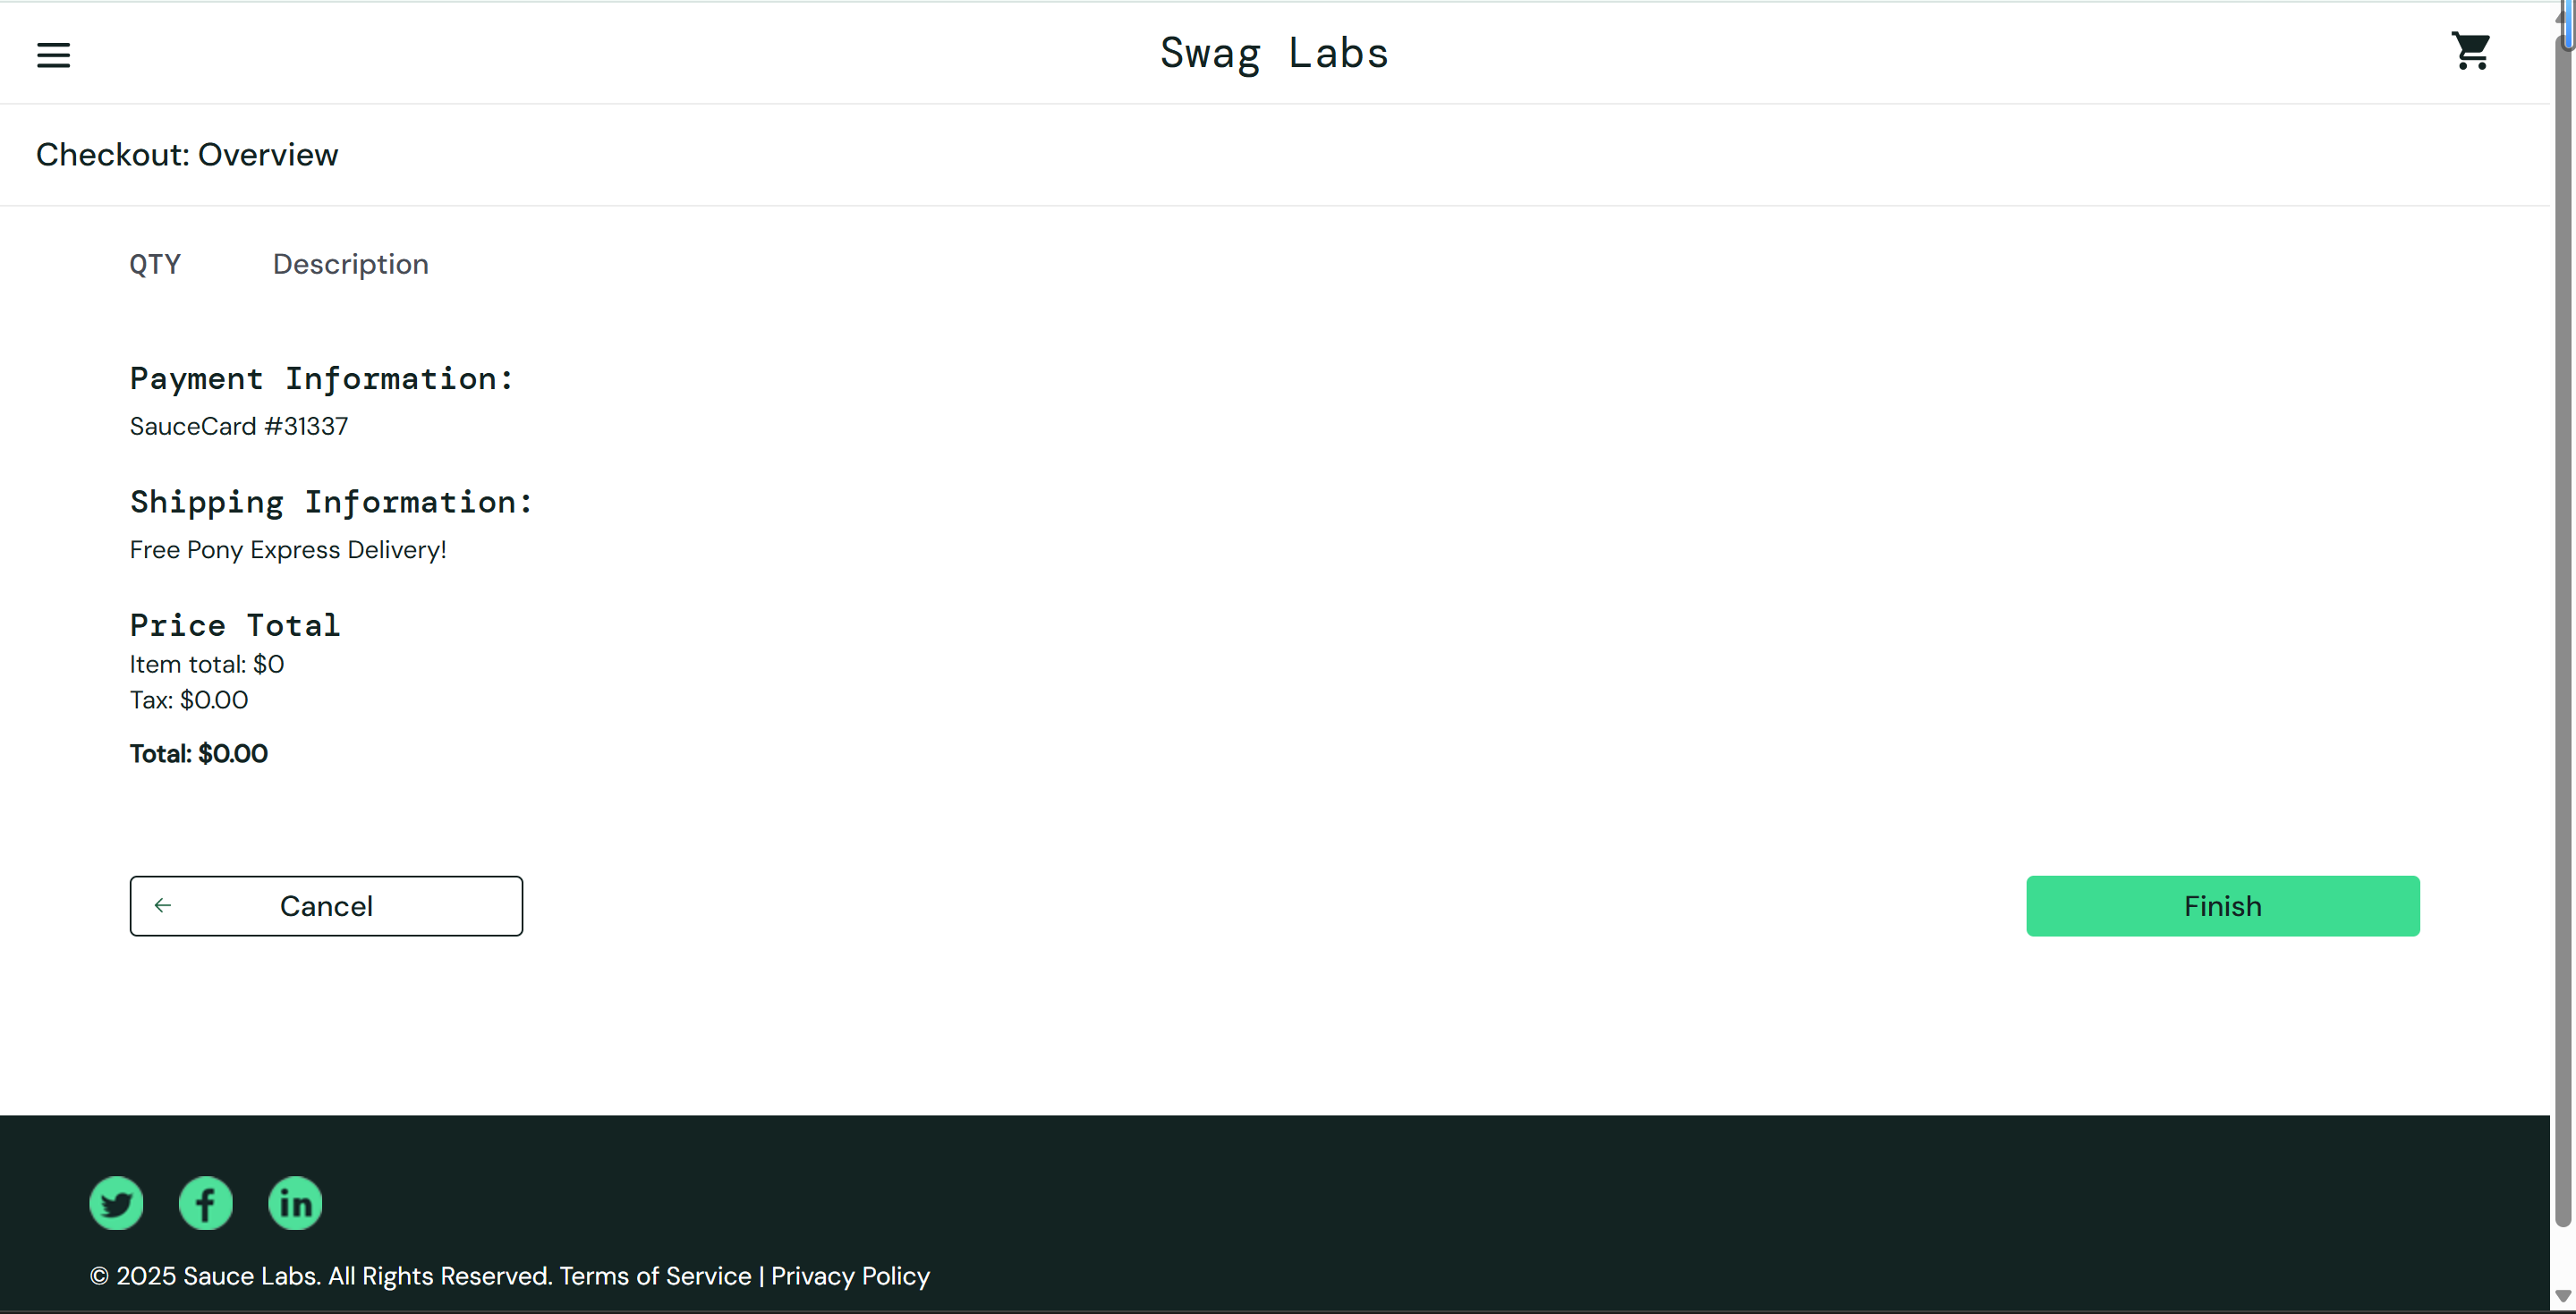 Swag Labs
Checkout: Overview
QTY Description
Payment Information:
SauceCard #31337
Shipping Information:
Free Pony Express Delivery!
Price Total
Item total: $0
Tax: $0.00
Total: $0.00
Cancel Finish
© 2025 Sauce Labs. All Rights Reserved. Terms of Service | Privacy Policy